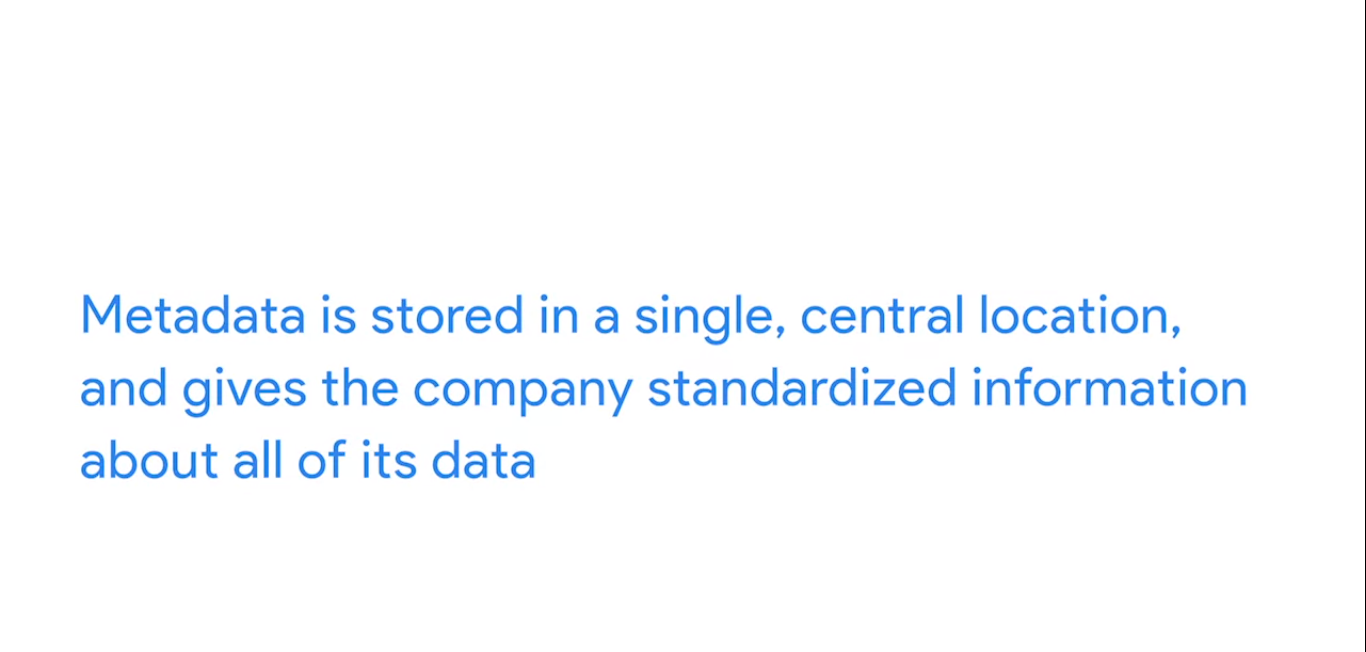 Metadata is stored in a single, central location,
and gives the company standardized information
about all of its data